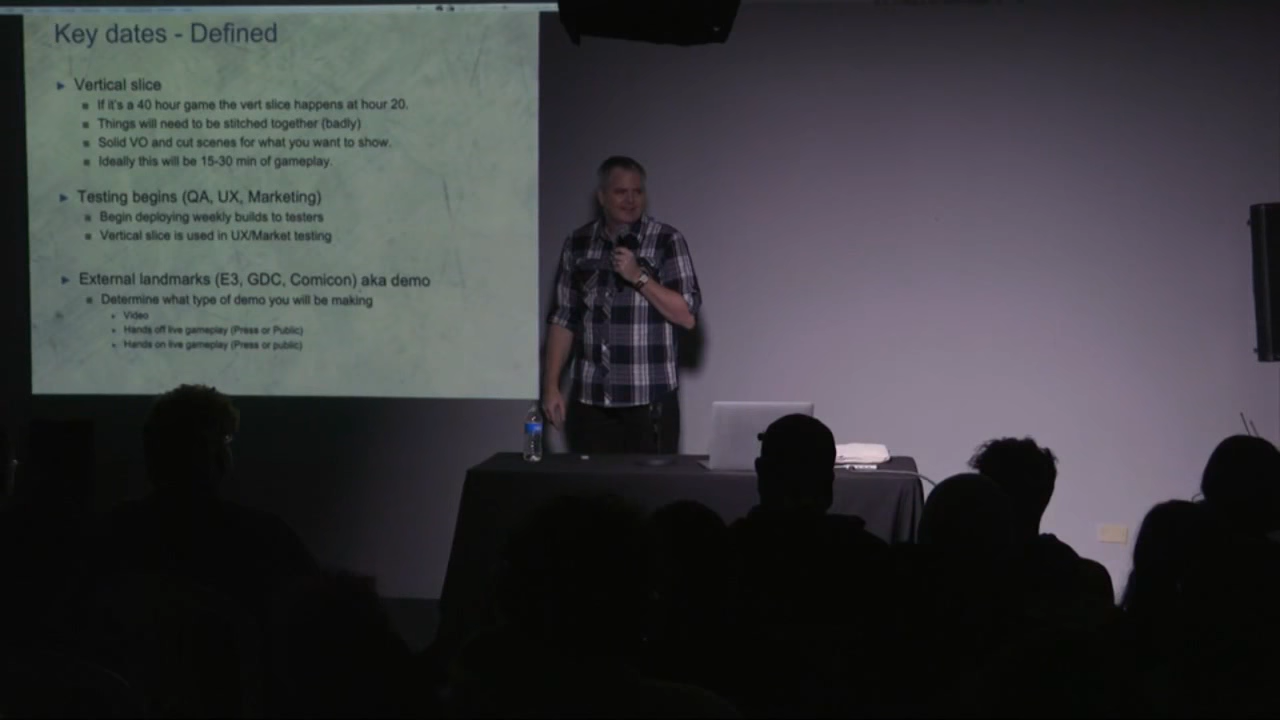 Key dates - Defined
Vertical slice
If it's a 40 hour game the vert slice happens at hour 20.
Things will need to be stitched together (badly)
Solid VO and cut scenes for what you want to show.
Ideally this will be 15-30 min of gameplay.
Testing begins (QA, UX, Marketing)
Begin deploying weekly builds to testers
Vertical slice is used in UX/Market testing
External landmarks (E3, GDC, Comicon) aka demo
Determine what type of demo you will be making
Video
Hands off live gameplay (Press or Public)
Hands on live gameplay (Press or public)